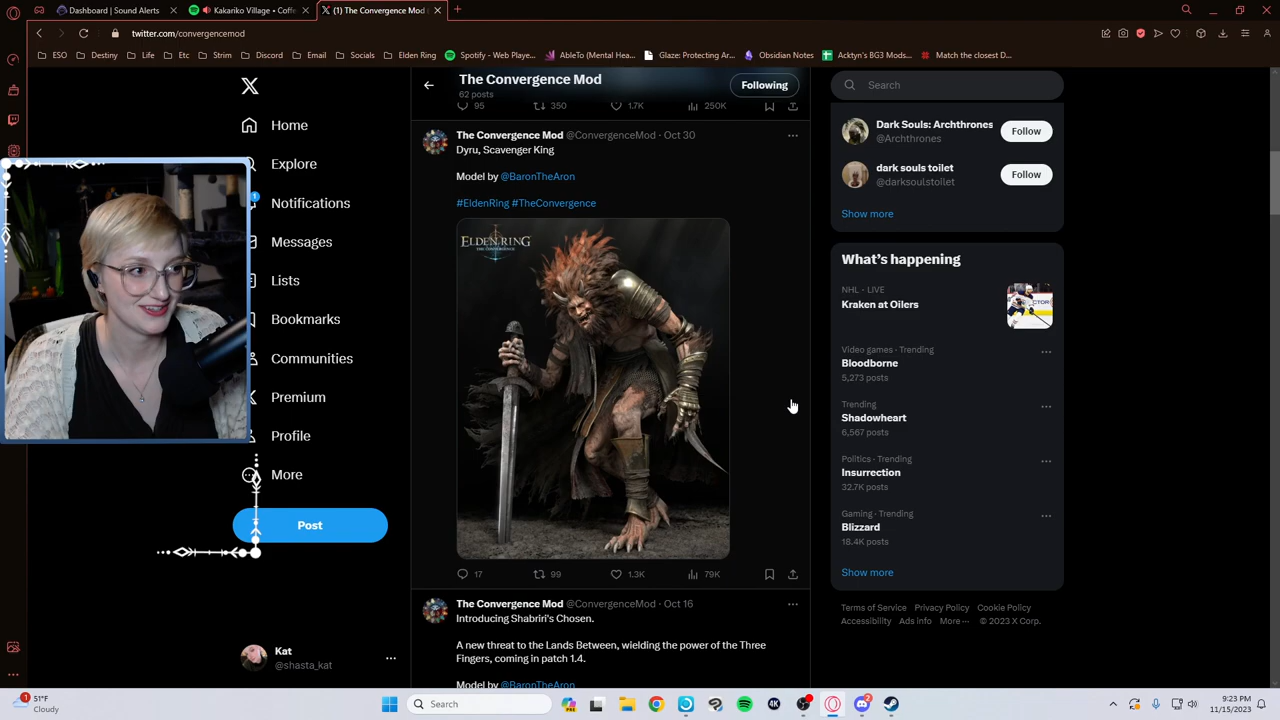 Dashboard | Sound Alerts
Kakariko Village • Coff
(1) The Convergence Mod
twitter.com/convergencemod
ESO
Destiny
Life
Etc
Strim
Discord
Email
Socials
Elden Ring
Spotify - Web Playe...
AbleTo (Mental Hea...
Glaze: Protecting Ar...
Obsidian Notes
Acktyn's BG3 Mods...
Match the closest D...
The Convergence Mod
62 posts
Following
95
350
1.7K
250K
The Convergence Mod @ConvergenceMod · Oct 30
Dyru, Scavenger King
Model by @BaronTheAron
#EldenRing #TheConvergence
ELDEN RING
THE CONVERGENCE
17
99
1.3K
79K
The Convergence Mod @ConvergenceMod · Oct 16
Introducing Shabriri's Chosen.
A new threat to the Lands Between, wielding the power of the Three
Fingers, coming in patch 1.4.
Model by @BaronTheAron
Home
Explore
1
Notifications
Messages
Lists
Bookmarks
Communities
Premium
Profile
More
Post
Kat
@shasta_kat
Search
Dark Souls: Archthrones
@Archthrones
Follow
dark souls toilet
@darksoulstoilet
Follow
Show more
What's happening
NHL · LIVE
Kraken at Oilers
Video games · Trending
Bloodborne
5,273 posts
Trending
Shadowheart
6,567 posts
Politics · Trending
Insurrection
32.7K posts
Gaming · Trending
Blizzard
18.4K posts
Show more
Terms of Service Privacy Policy Cookie Policy
Accessibility Ads info More ··· © 2023 X Corp.
1
51°F
Cloudy
Search
4K
2
9:23 PM
11/15/2023